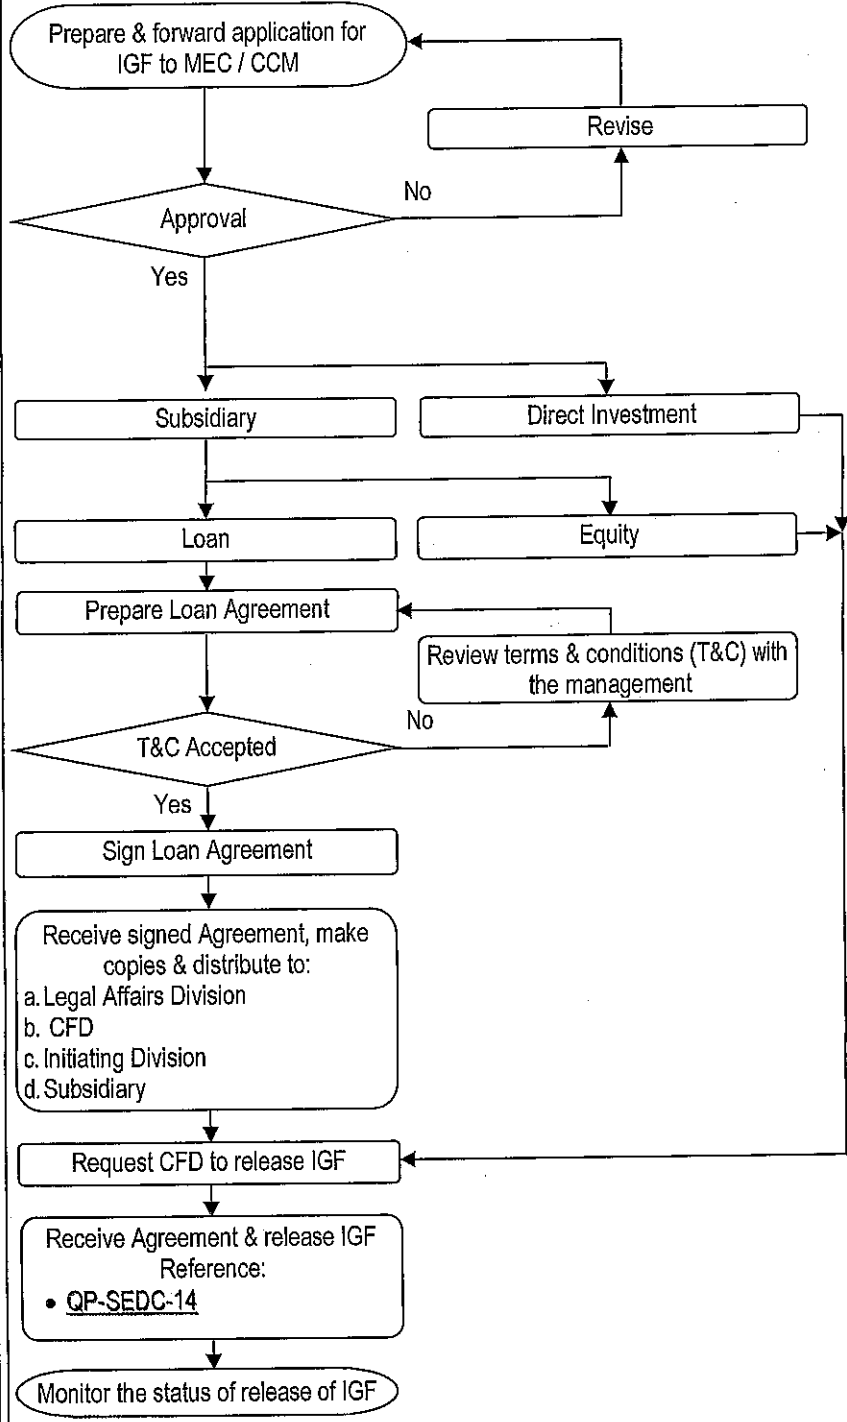 Prepare & forward application for
IGF to MEC / CCM
Revise
No
Approval
Yes
Subsidiary
Direct Investment
Loan
Equity
Prepare Loan Agreement
Review terms & conditions (T&C) with
the management
No
T&C Accepted
Yes
Sign Loan Agreement
Receive signed Agreement, make
copies & distribute to:
a. Legal Affairs Division
b. CFD
c. Initiating Division
d. Subsidiary
Request CFD to release IGF
Receive Agreement & release IGF
Reference:
• QP-SEDC-14
Monitor the status of release of IGF